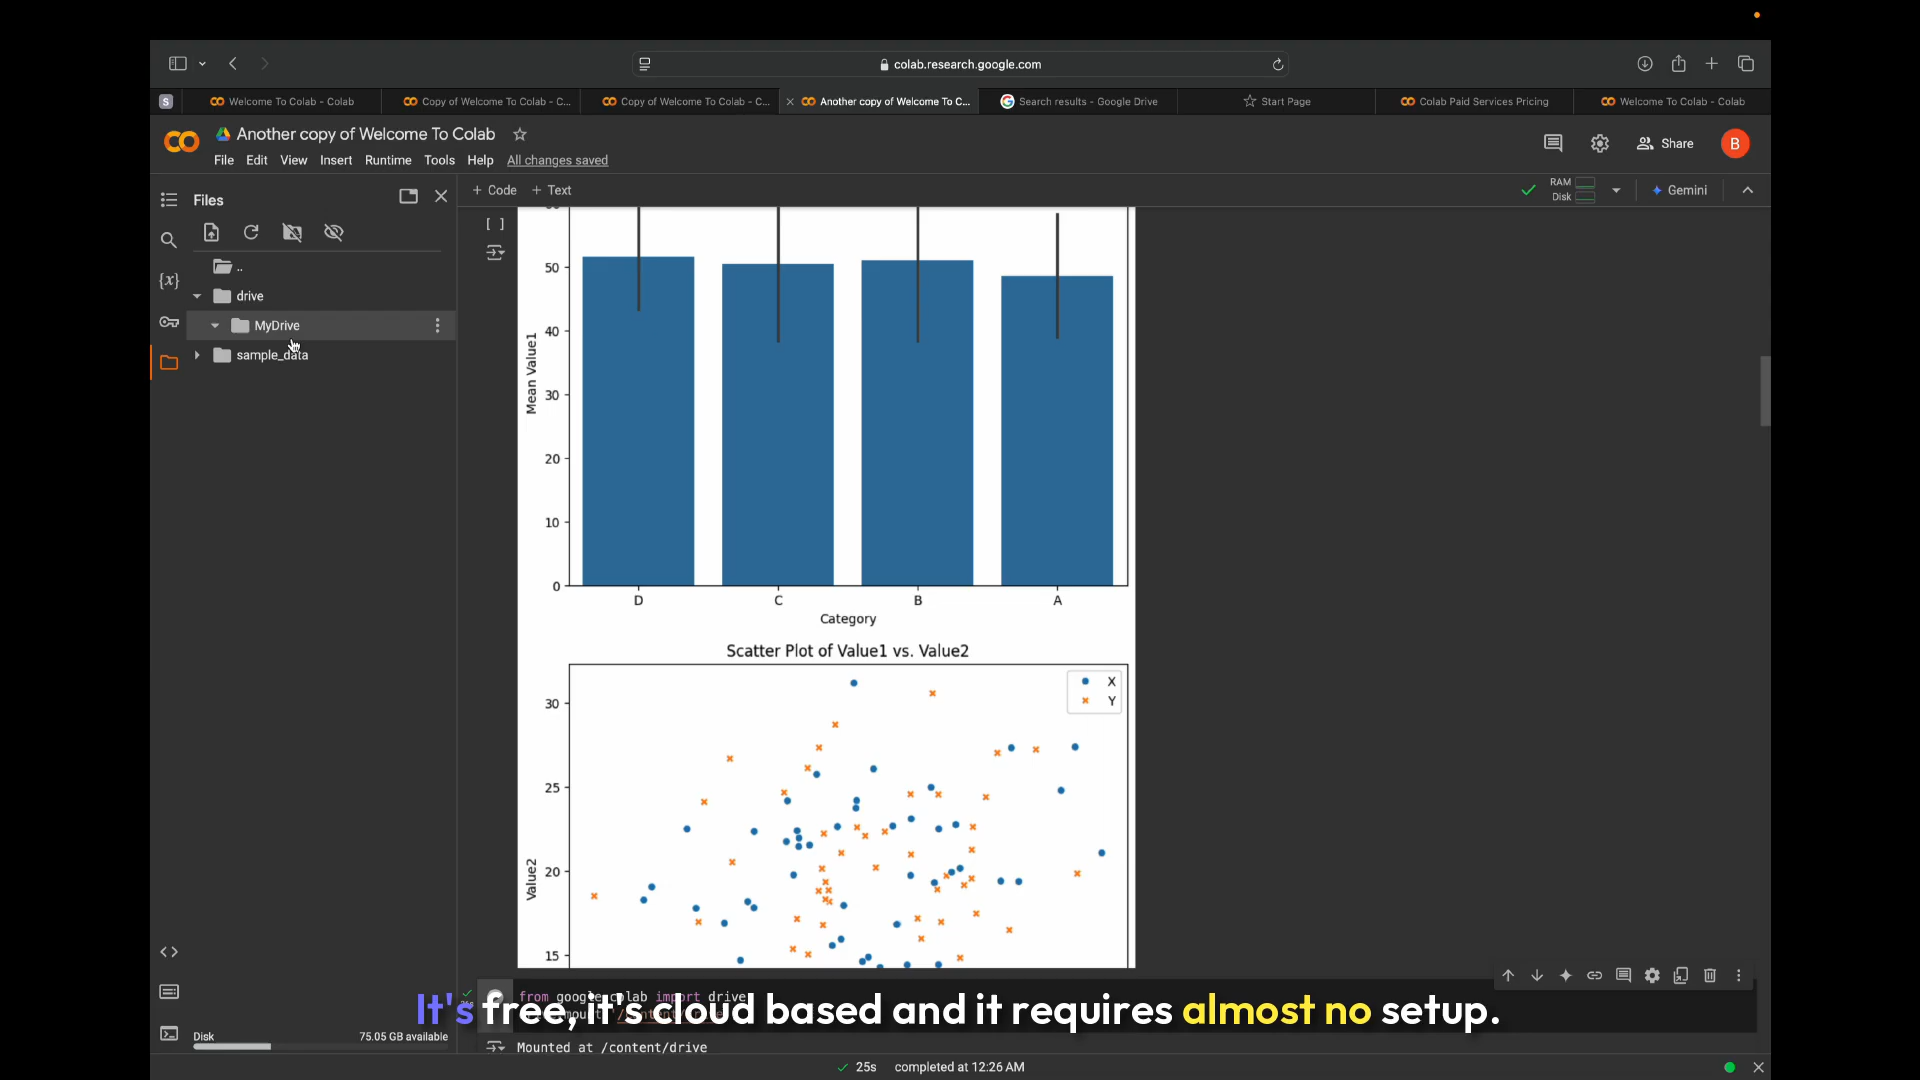 colab.research.google.com
S
Welcome To Colab - Colab
Copy of Welcome To Colab - C...
Copy of Welcome To Colab - C...
Another copy of Welcome To C...
Search results - Google Drive
Start Page
Colab Paid Services Pricing
Welcome To Colab - Colab
Another copy of Welcome To Colab
File Edit View Insert Runtime Tools Help All changes saved
Share
B
Files
+ Code + Text
RAM
Disk
Gemini
..
drive
MyDrive
sample_data
{x}
[ ]
50
40
30
20
10
0
Mean Value1
D C B A
Category
Scatter Plot of Value1 vs. Value2
X
Y
30
25
20
15
Value2
from google.colab import drive
It's free, it's cloud based and it requires almost no setup.
Mounted at /content/drive
Disk
75.05 GB available
25s completed at 12:26 AM